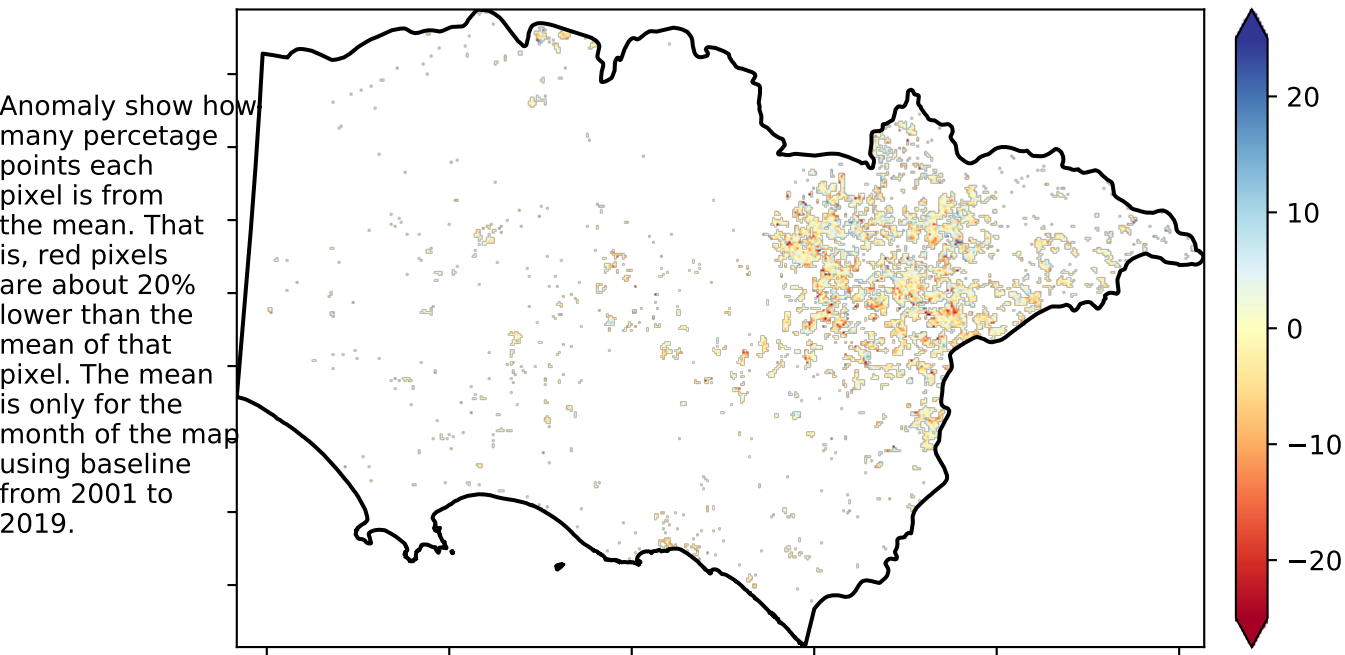 Anomaly show how
many percetage
points each
pixel is from
the mean. That
is, red pixels
are about 20%
lower than the
mean of that
pixel. The mean
is only for the
month of the map
using baseline
from 2001 to
2019.
20
10
0
−10
−20